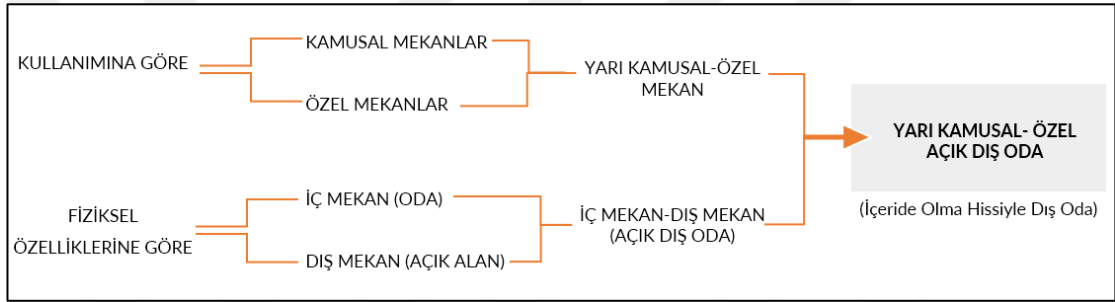 KULLANIMINA GÖRE
KAMUSAL MEKANLAR
ÖZEL MEKANLAR
YARI KAMUSAL-ÖZEL
MEKAN
FİZİKSEL
ÖZELLİKLERİNE GÖRE
İÇ MEKAN (ODA)
DIŞ MEKAN (AÇIK ALAN)
İÇ MEKAN-DIŞ MEKAN
(AÇIK DIŞ ODA)
YARI KAMUSAL- ÖZEL
AÇIK DIŞ ODA
(İçeride Olma Hissiyle Dış Oda)